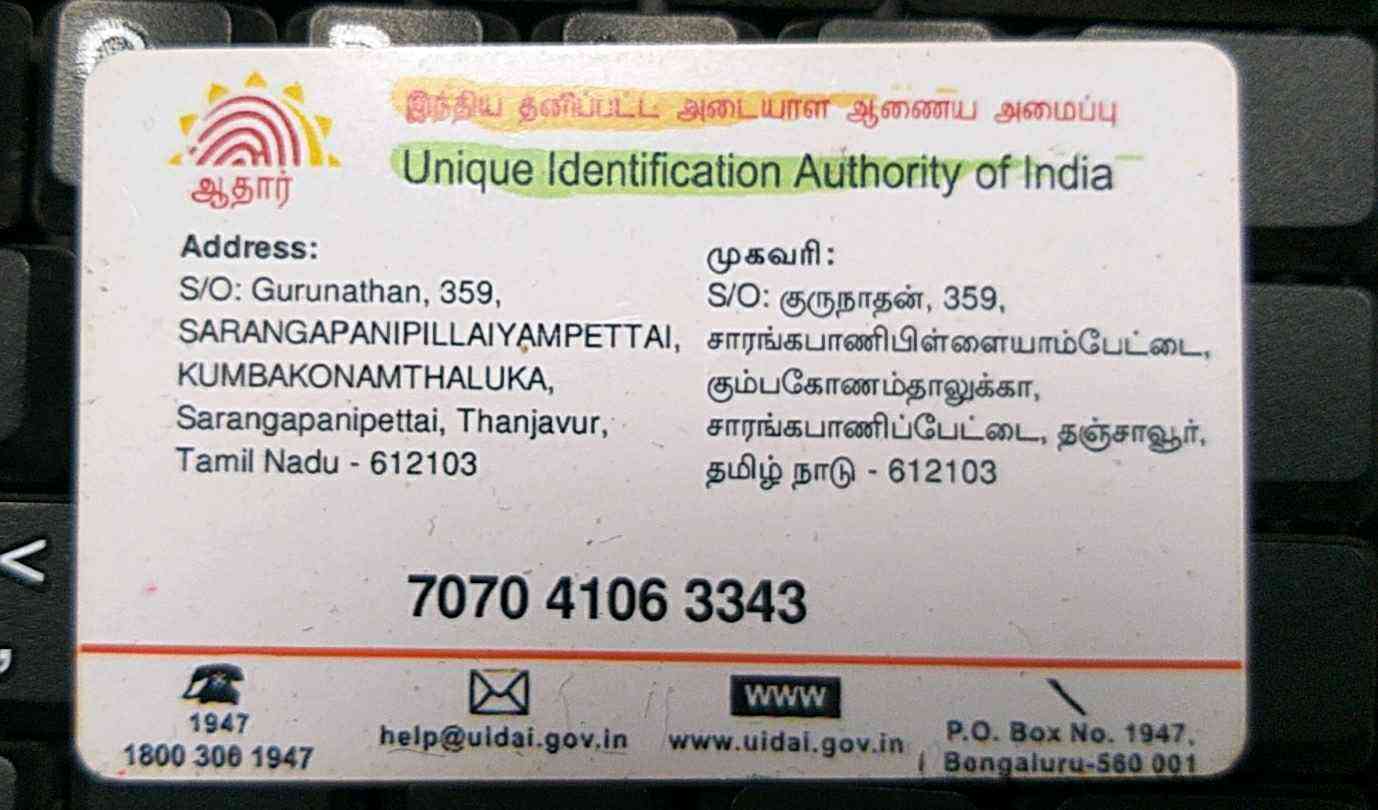 இந்திய தனிப்பட்ட அடையாள ஆணைய அமைப்பு
Unique Identification Authority of India
ஆதார்
Address:
S/O: Gurunathan, 359,
SARANGAPANIPILLAIYAMPETTAI,
KUMBAKONAMTHALUKA,
Sarangapanipettai, Thanjavur,
Tamil Nadu - 612103
முகவரி:
S/O: குருநாதன், 359,
சாரங்கபாணிபிள்ளையாம்பேட்டை,
கும்பகோணம்தாலுக்கா,
சாரங்கபாணிப்பேட்டை, தஞ்சாவூர்,
தமிழ் நாடு - 612103
7070 4106 3343
1947
1800 300 1947
help@uidai.gov.in
WWW
www.uidai.gov.in
P.O. Box No. 1947,
Bengaluru-560 001